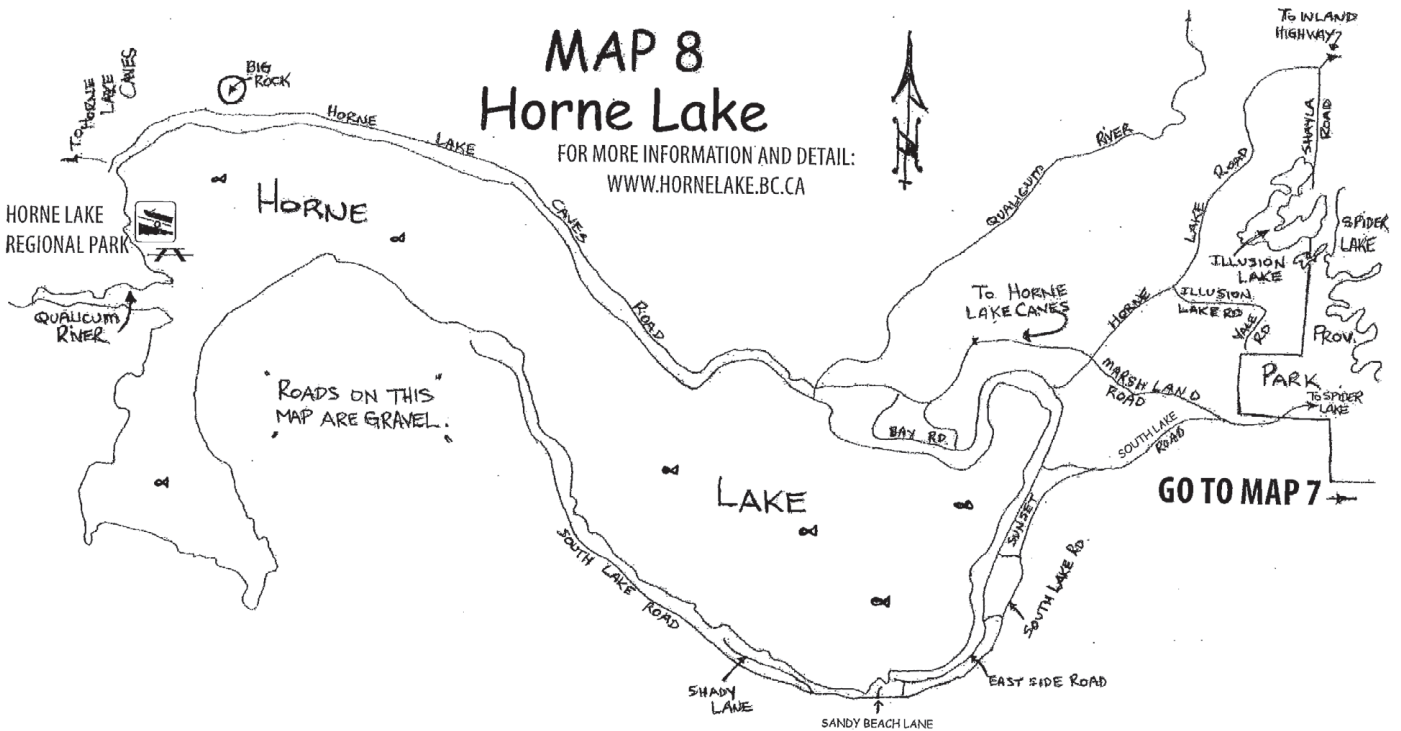 MAP 8
Horne Lake
FOR MORE INFORMATION AND DETAIL:
WWW.HORNELAKE.BC.CA
TO HORNE
LAKE
CAVES
BIG
ROCK
HORNE
LAKE
CAVES
ROAD
HORNE
LAKE
HORNE LAKE
REGIONAL PARK
QUALICUM
RIVER
"ROADS ON THIS
MAP ARE GRAVEL."
QUALICUM
RIVER
TO INLAND
HIGHWAY
SHAYLA
ROAD
HORNE
LAKE
ROAD
ILLUSION
LAKE
SPIDER
LAKE
PROV.
PARK
ILLUSION
LAKE RD
VALE
RD
TO HORNE
LAKE CAVES
MARSHLAND
ROAD
TO SPIDER
LAKE
SOUTH LAKE
ROAD
GO TO MAP 7
BAY RD.
SUNSET
SOUTH LAKE RD.
EAST SIDE ROAD
SANDY BEACH LANE
SHADY
LANE
SOUTH LAKE ROAD